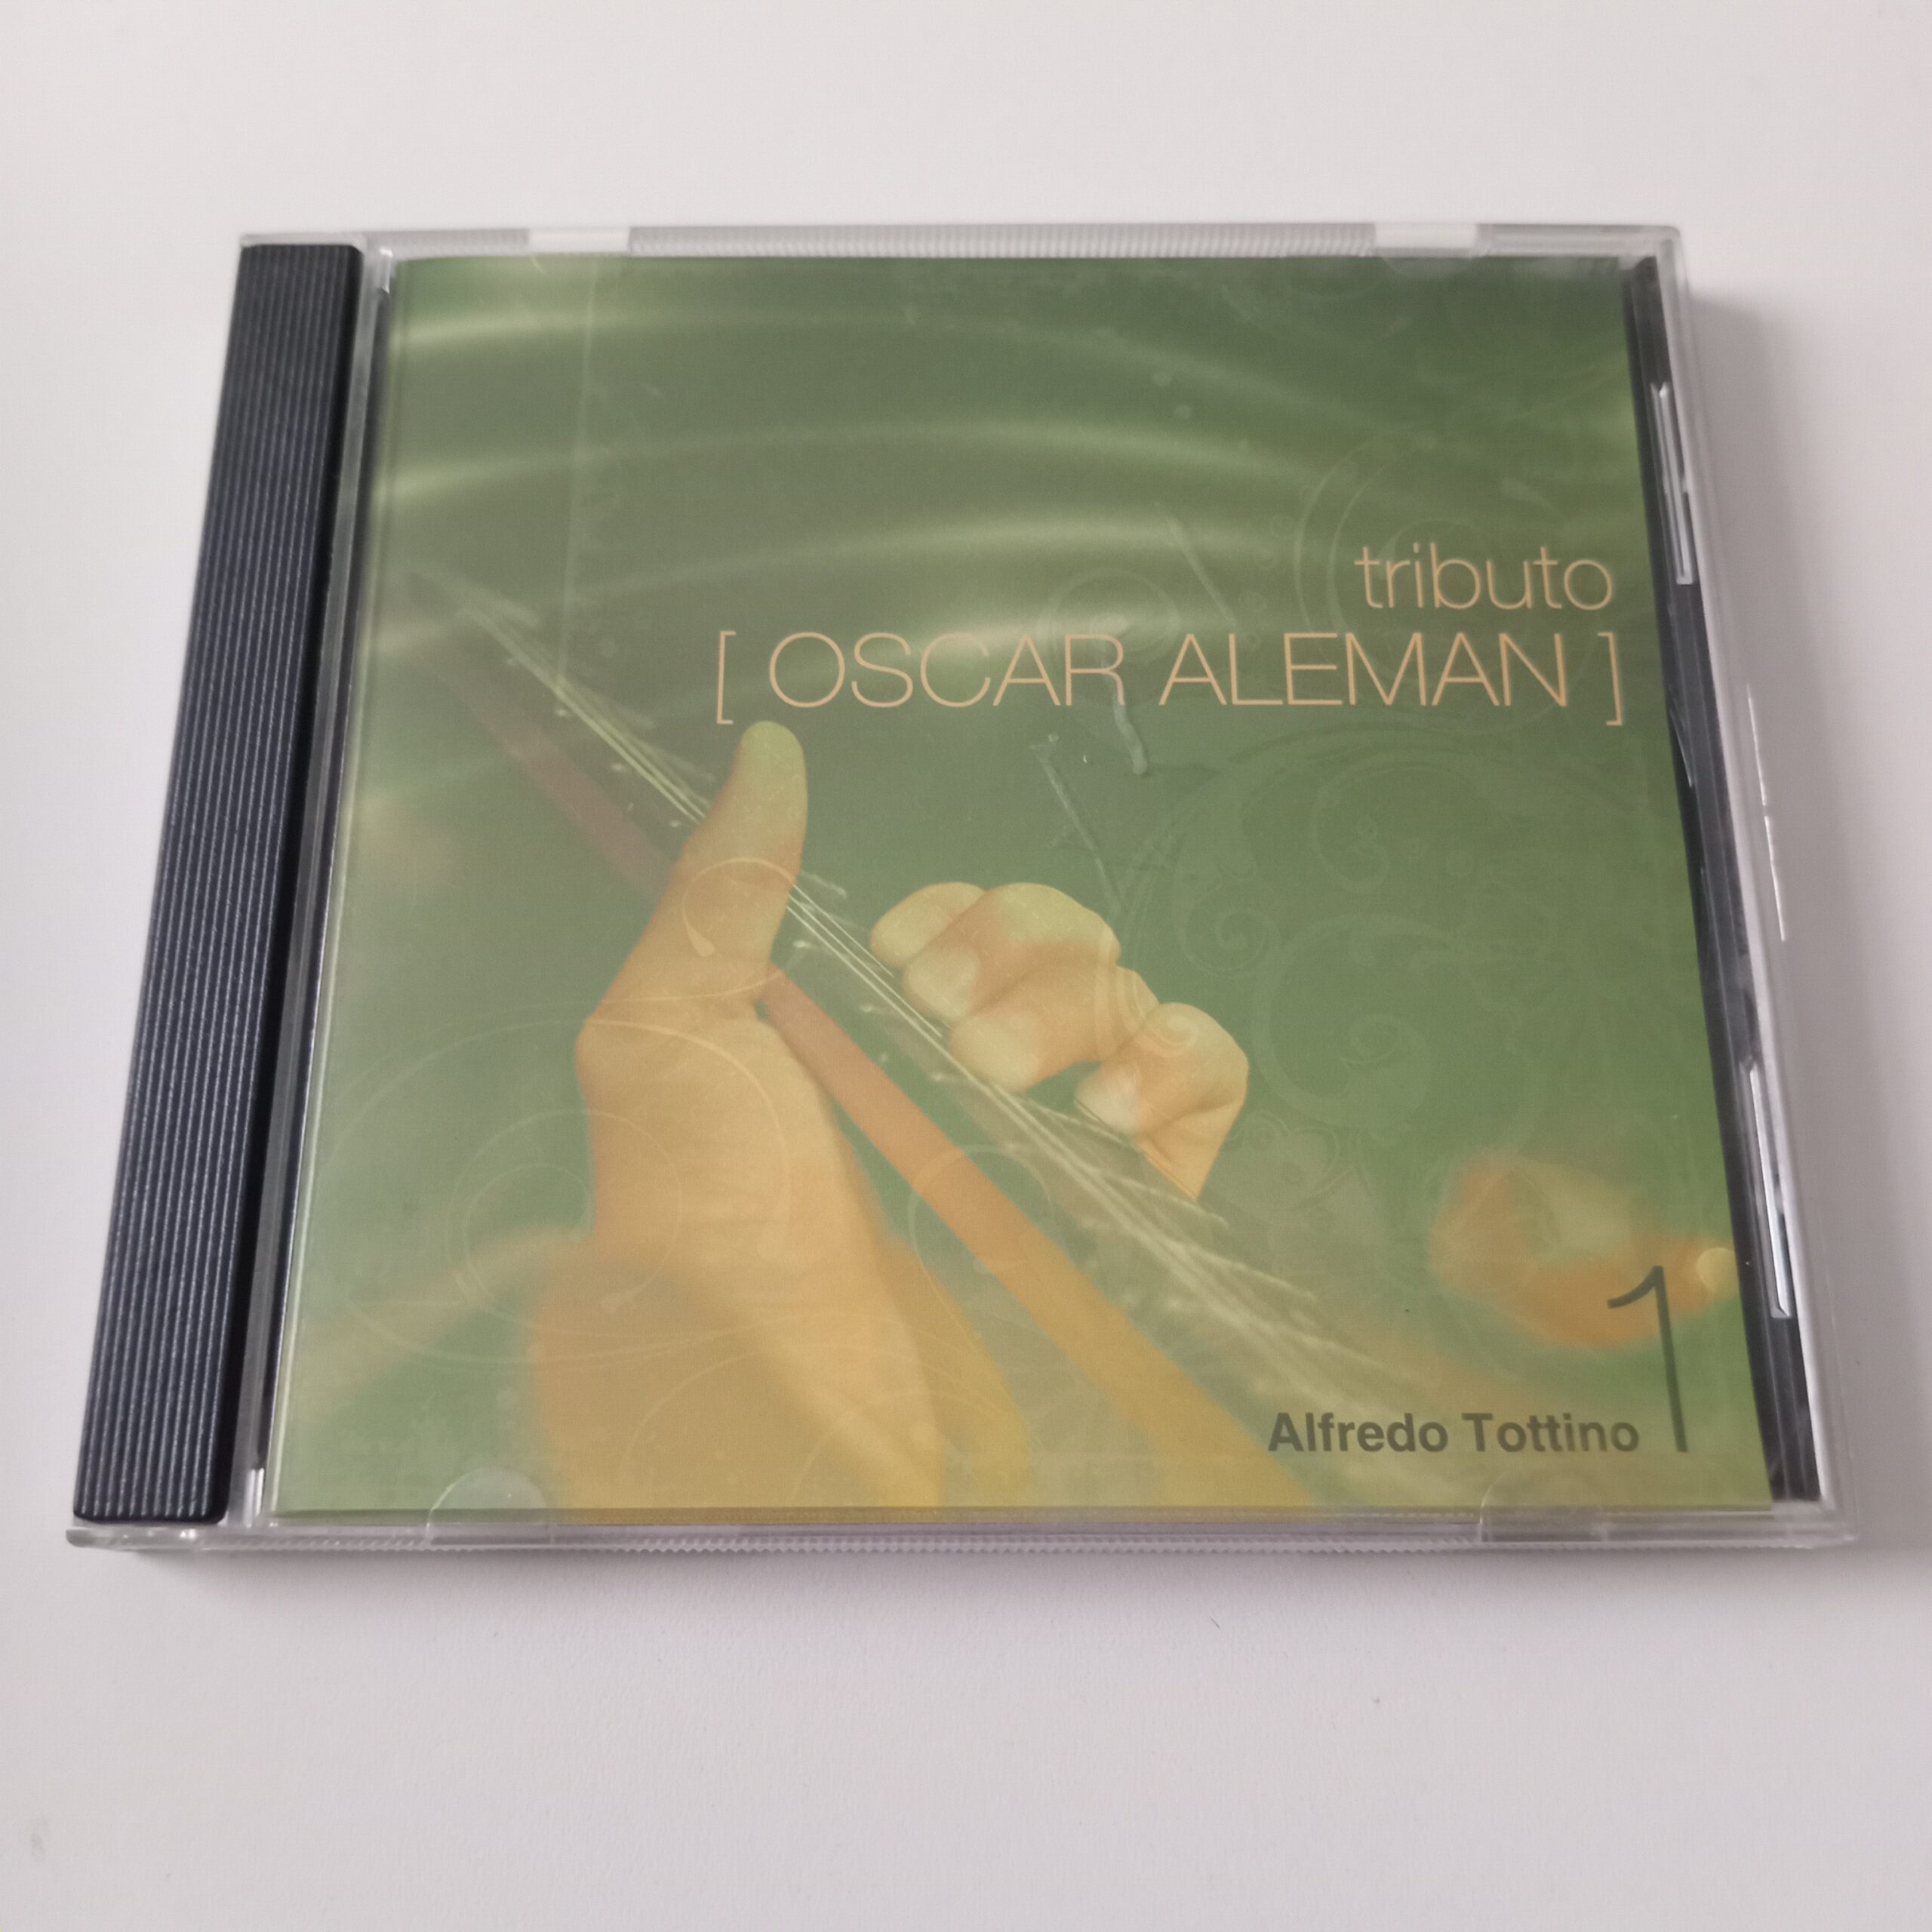 tributo
[ OSCAR ALEMAN ]
1
Alfredo Tottino